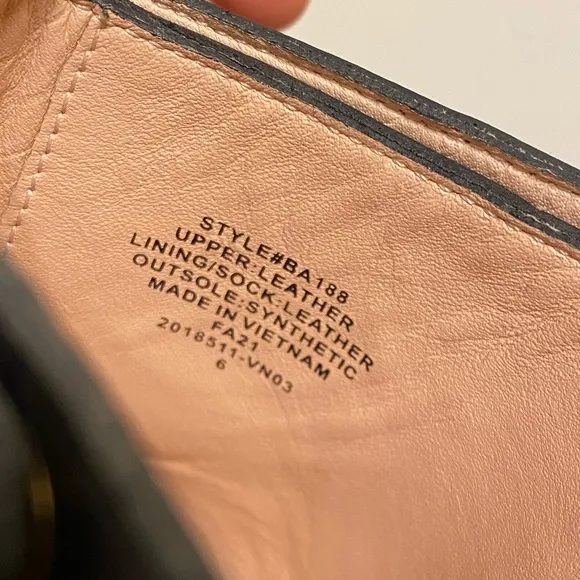 STYLE#BA188
UPPER:LEATHER
LINING/SOCK:LEATHER
OUTSOLE:SYNTHETIC
MADE IN VIETNAM
FA21
2018511-VN03
6